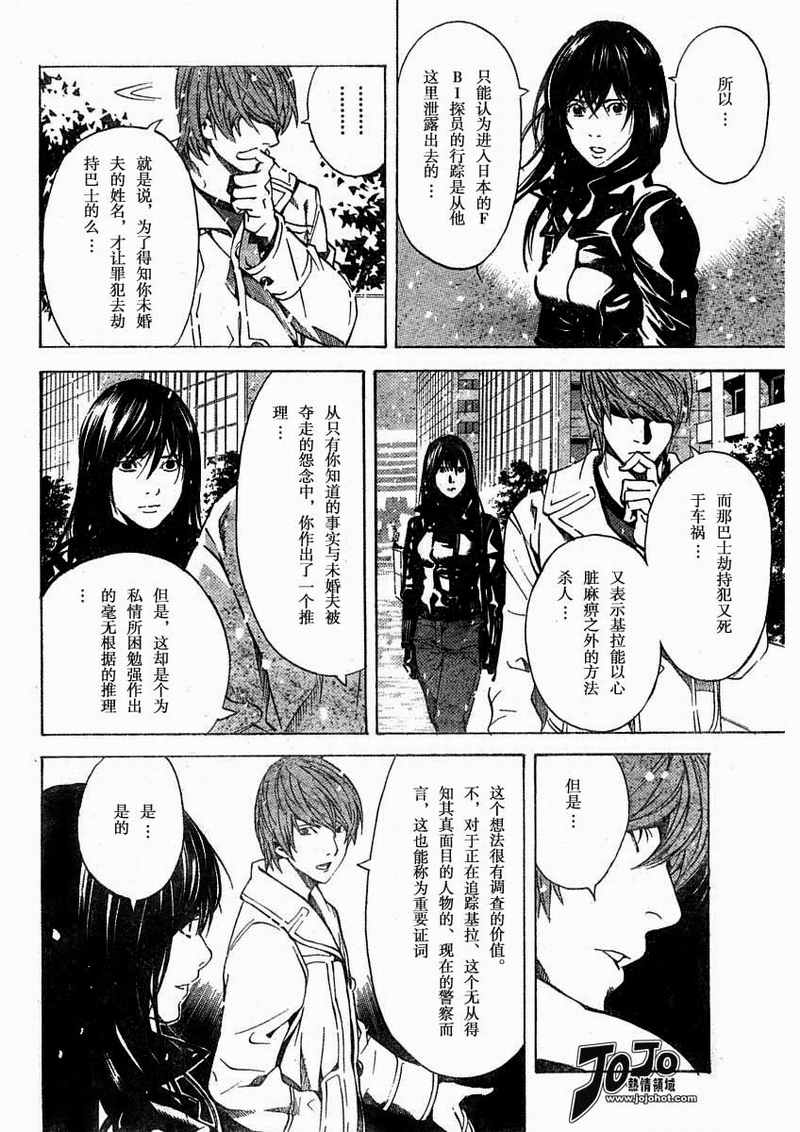 所以…
只能认为进入日本的F
BI探员的行踪是从他
这里泄露出去的…
………
就是说，为了得知你未婚
夫的姓名，才让罪犯去劫
持巴士的么…
而那巴士劫持犯又死
于车祸…
又表示基拉能以心
脏麻痹之外的方法
杀人…
从只有你知道的事实与未婚夫被
夺走的怨念中，你作出了一个推
理…
但是，这却是个为
私情所困勉强作出
的毫无根据的推理
但是…
这个想法很有调查的价值。
不，对于正在追踪基拉、这个无从得
知其真面目的人物的、现在的警察而
言，这也能称为重要证词
是…
是的
JOJO
熱情領域
www.jojohot.com